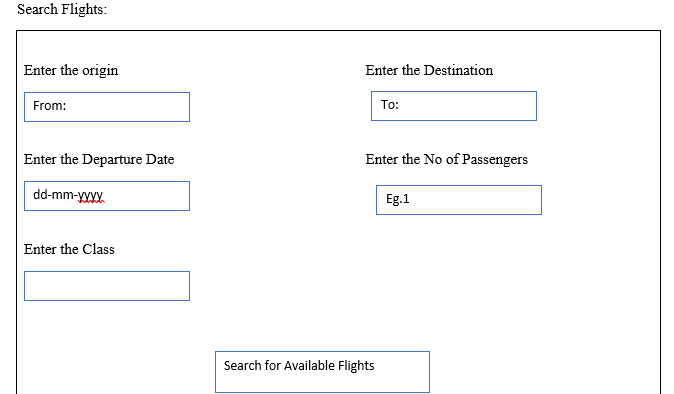 Search Flights:
Enter the origin
Enter the Destination
From:
To:
Enter the Departure Date
Enter the No of Passengers
dd-mm-yyyy
Eg.1
Enter the Class
Search for Available Flights